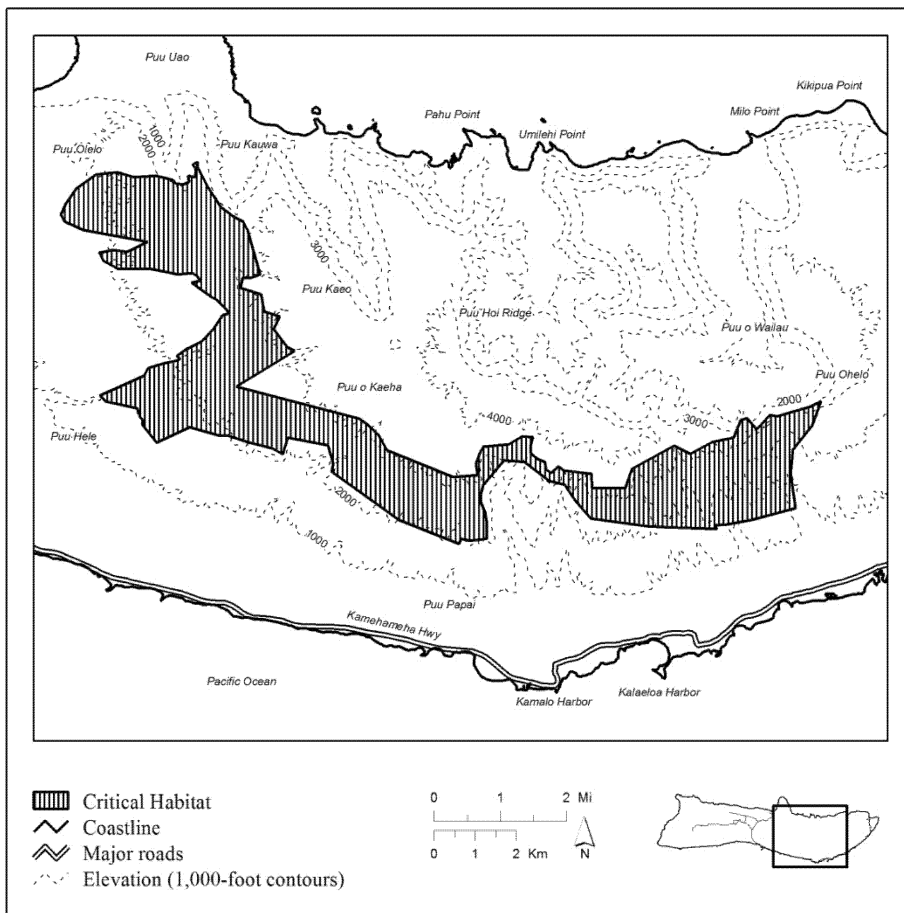 Puu Uao
Kikipua Point
Pahu Point
Milo Point
Umilehi Point
1000
2000
Puu Olelo
Puu Kauwa
3000
Puu Kaeo
Puu Hoi Ridge
Puu o Wailau
Puu Ohelo
Puu o Kaeha
2000
4000
3000
Puu Hele
2000
1000
Puu Papai
Kamehameha Hwy
Pacific Ocean
Kamalo Harbor
Kalaeloa Harbor
Critical Habitat
Coastline
Major roads
Elevation (1,000-foot contours)
0 1 2 Mi
0 1 2 Km
N